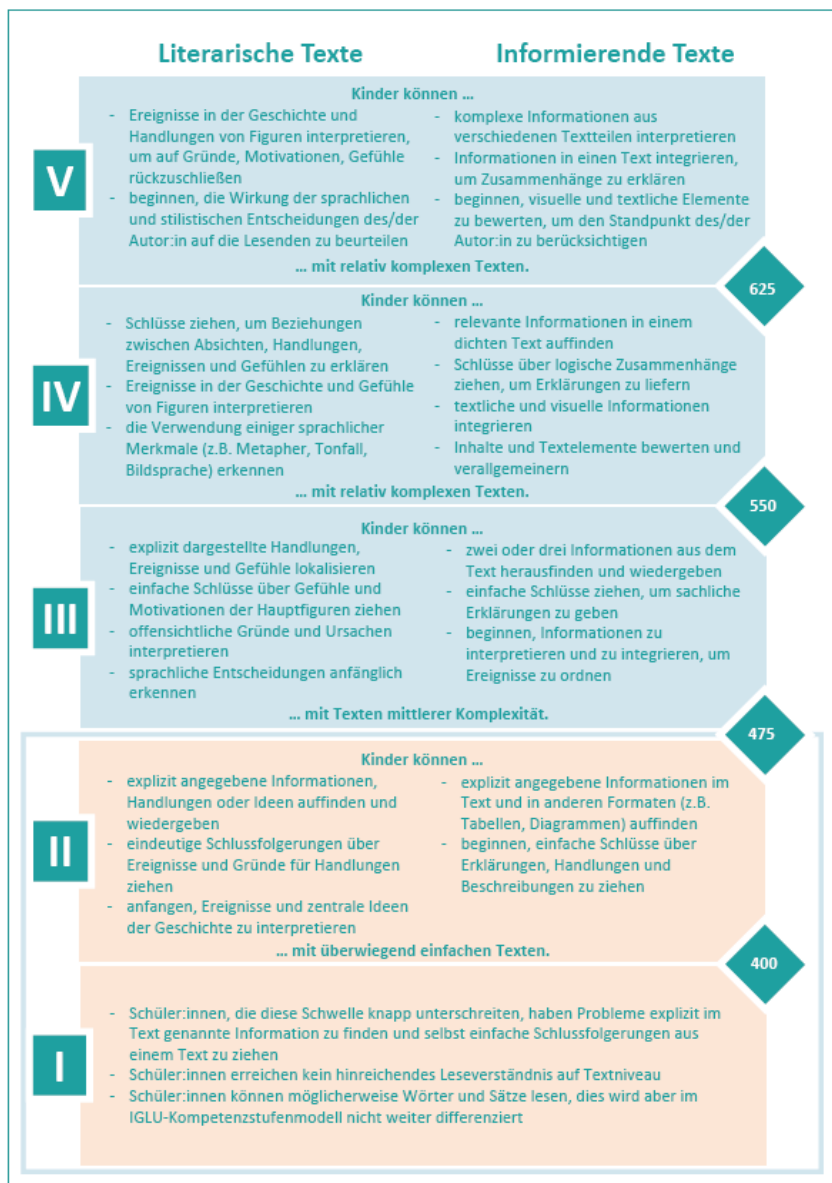 Literarische Texte
Informierende Texte
V
Kinder können ...
- Ereignisse in der Geschichte und
Handlungen von Figuren interpretieren,
um auf Gründe, Motivationen, Gefühle
rückzuschließen
- beginnen, die Wirkung der sprachlichen
und stilistischen Entscheidungen des/der
Autor:in auf die Lesenden zu beurteilen
- komplexe Informationen aus
verschiedenen Textteilen interpretieren
- Informationen in einen Text integrieren,
um Zusammenhänge zu erklären
- beginnen, visuelle und textliche Elemente
zu bewerten, um den Standpunkt des/der
Autor:in zu berücksichtigen
... mit relativ komplexen Texten.
625
IV
Kinder können ...
- Schlüsse ziehen, um Beziehungen
zwischen Absichten, Handlungen,
Ereignissen und Gefühlen zu erklären
- Ereignisse in der Geschichte und Gefühle
von Figuren interpretieren
- die Verwendung einiger sprachlicher
Merkmale (z.B. Metapher, Tonfall,
Bildsprache) erkennen
- relevante Informationen in einem
dichten Text auffinden
- Schlüsse über logische Zusammenhänge
ziehen, um Erklärungen zu liefern
- textliche und visuelle Informationen
integrieren
- Inhalte und Textelemente bewerten und
verallgemeinern
... mit relativ komplexen Texten.
550
III
Kinder können ...
- explizit dargestellte Handlungen,
Ereignisse und Gefühle lokalisieren
- einfache Schlüsse über Gefühle und
Motivationen der Hauptfiguren ziehen
- offensichtliche Gründe und Ursachen
interpretieren
- sprachliche Entscheidungen anfänglich
erkennen
- zwei oder drei Informationen aus dem
Text herausfinden und wiedergeben
- einfache Schlüsse ziehen, um sachliche
Erklärungen zu geben
- beginnen, Informationen zu
interpretieren und zu integrieren, um
Ereignisse zu ordnen
... mit Texten mittlerer Komplexität.
475
II
Kinder können ...
- explizit angegebene Informationen,
Handlungen oder Ideen auffinden und
wiedergeben
- eindeutige Schlussfolgerungen über
Ereignisse und Gründe für Handlungen
ziehen
- anfangen, Ereignisse und zentrale Ideen
der Geschichte zu interpretieren
- explizit angegebene Informationen im
Text und in anderen Formaten (z.B.
Tabellen, Diagrammen) auffinden
- beginnen, einfache Schlüsse über
Erklärungen, Handlungen und
Beschreibungen zu ziehen
... mit überwiegend einfachen Texten.
400
I
- Schüler:innen, die diese Schwelle knapp unterschreiten, haben Probleme explizit im
Text genannte Information zu finden und selbst einfache Schlussfolgerungen aus
einem Text zu ziehen
- Schüler:innen erreichen kein hinreichendes Leseverständnis auf Textniveau
- Schüler:innen können möglicherweise Wörter und Sätze lesen, dies wird aber im
IGLU-Kompetenzstufenmodell nicht weiter differenziert